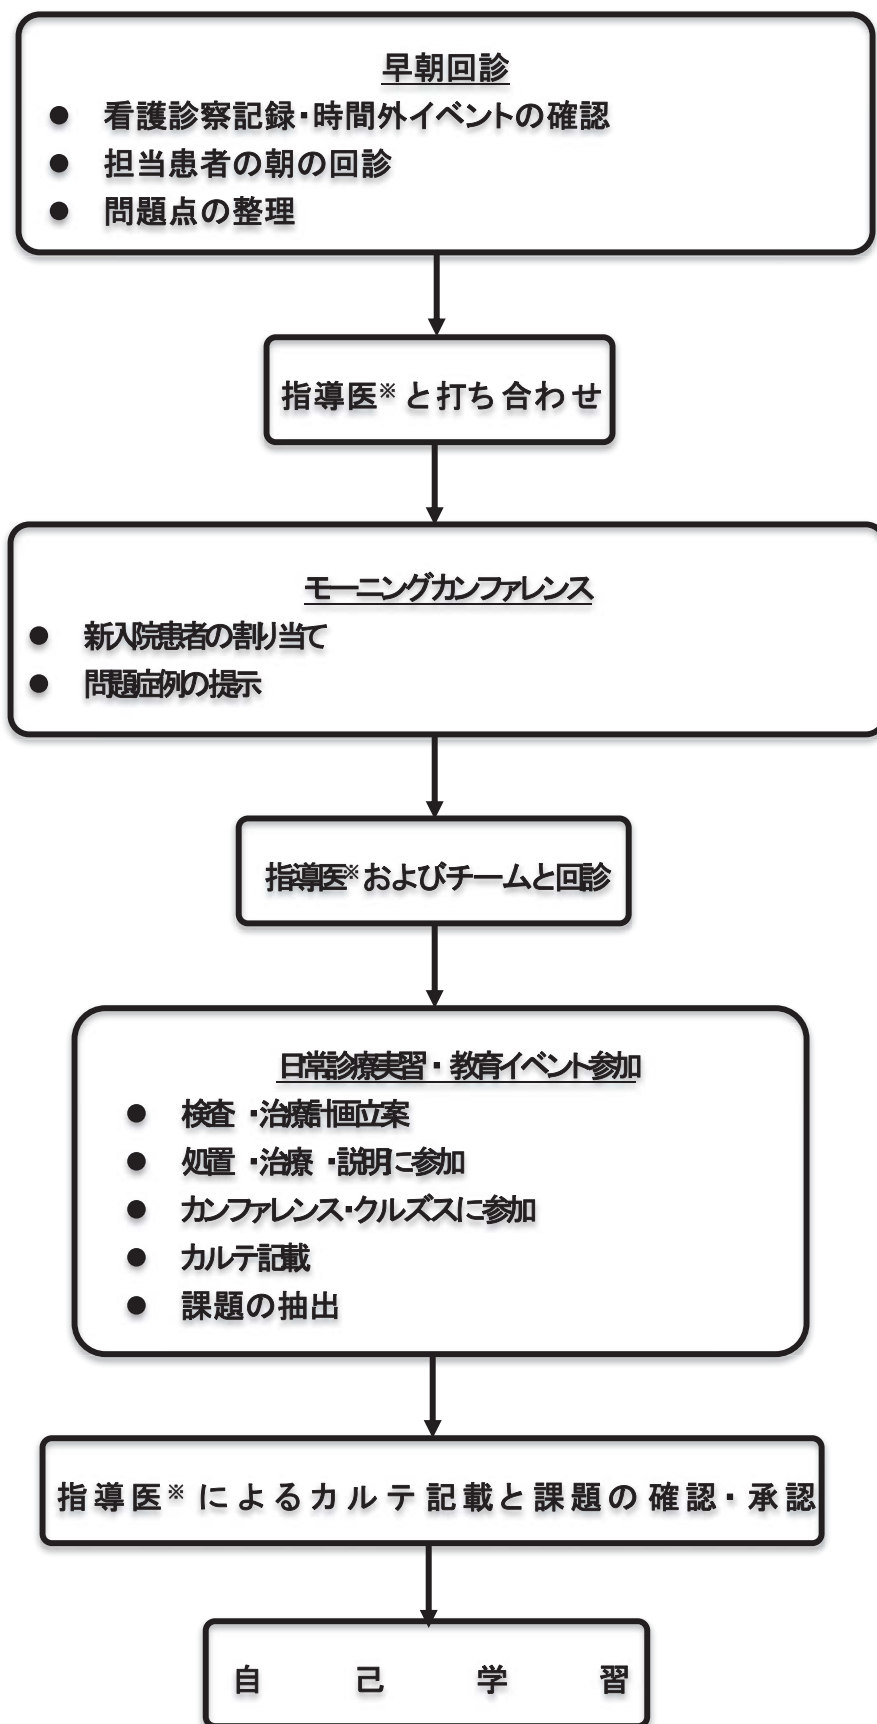 早朝回診
● 看護診察記録・時間外イベントの確認
● 担当患者の朝の回診
● 問題点の整理
指導医※と打ち合わせ
モーニングカンファレンス
● 新入院患者の割り当て
● 問題症例の提示
指導医※およびチームと回診
日常診療実習・教育イベント参加
● 検査・治療計画立案
● 処置・治療・説明に参加
● カンファレンス・クルズスに参加
● カルテ記載
● 課題の抽出
指導医※によるカルテ記載と課題の確認・承認
自己学習